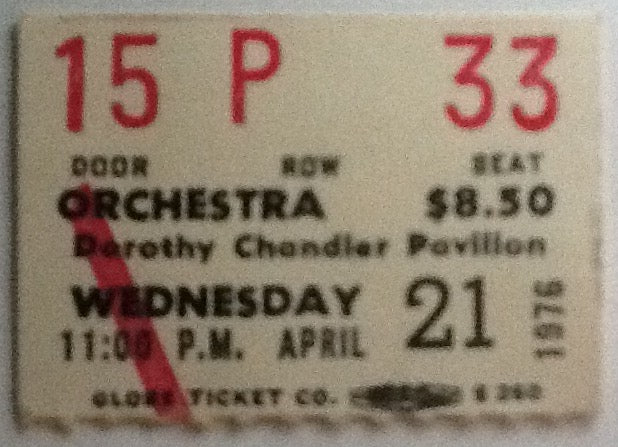 15 P 33
DOOR ROW SEAT
ORCHESTRA $8.50
Dorothy Chandler Pavilion
WEDNESDAY 21 1976
11:00 P.M. APRIL
GLOBE TICKET CO. E 260